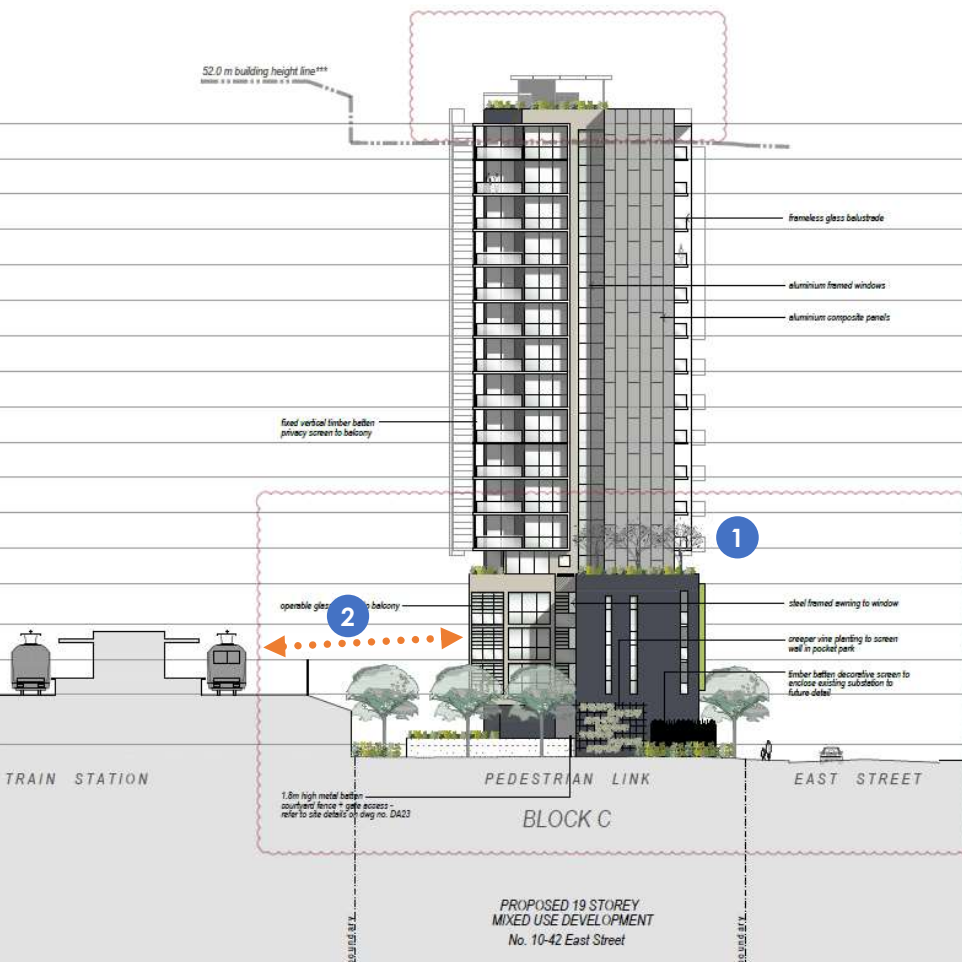 52.0 m building height line***
frameless glass balustrade
aluminium framed windows
aluminium composite panels
fixed vertical timber batten
privacy screen to balcony
1
operable glass to balcony
2
steel framed awning to window
creeper vine planting to screen
wall in pocket park
timber batten decorative screen to
enclose existing substation to
future detail
TRAIN STATION
PEDESTRIAN LINK
EAST STREET
1.8m high metal batten
courtyard fence + gate access -
refer to site details on dwg no. DA23
BLOCK C
PROPOSED 19 STOREY
MIXED USE DEVELOPMENT
No. 10-42 East Street
oundary
oundary